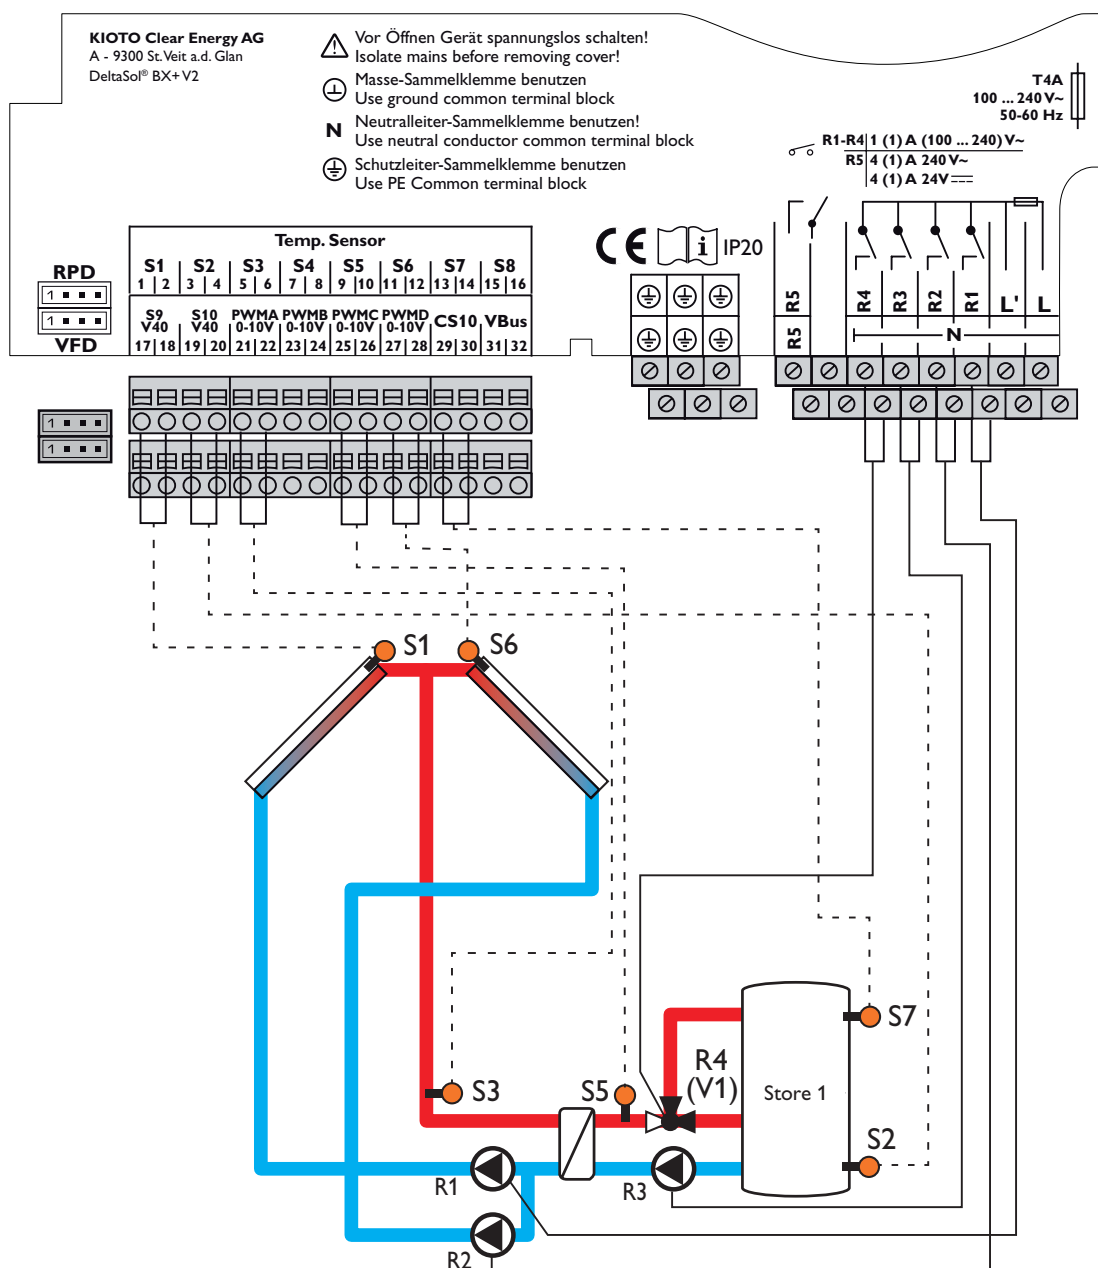 KIOTO Clear Energy AG
A - 9300 St. Veit a.d. Glan
DeltaSol® BX+ V2
Vor Öffnen Gerät spannungslos schalten!
Isolate mains before removing cover!
Masse-Sammelklemme benutzen
Use ground common terminal block
N Neutralleiter-Sammelklemme benutzen!
Use neutral conductor common terminal block
Schutzleiter-Sammelklemme benutzen
Use PE Common terminal block
T4A
100 ... 240 V~
50-60 Hz
R1-R4 1 (1) A (100 ... 240) V~
R5 4 (1) A 240 V~
4 (1) A 24V
CE i IP20
Temp. Sensor
S1 S2 S3 S4 S5 S6 S7 S8
1 2 3 4 5 6 7 8 9 10 11 12 13 14 15 16
S9 S10 PWMA PWMB PWMC PWMD CS10 VBus
V40 V40 0-10V 0-10V 0-10V 0-10V
17 18 19 20 21 22 23 24 25 26 27 28 29 30 31 32
RPD
1
1
VFD
1
1
R5 R4 R3 R2 R1 L' L
R5 N
S1 S6
S7
R4
(V1)
Store 1
S3 S5
S2
R1 R3
R2